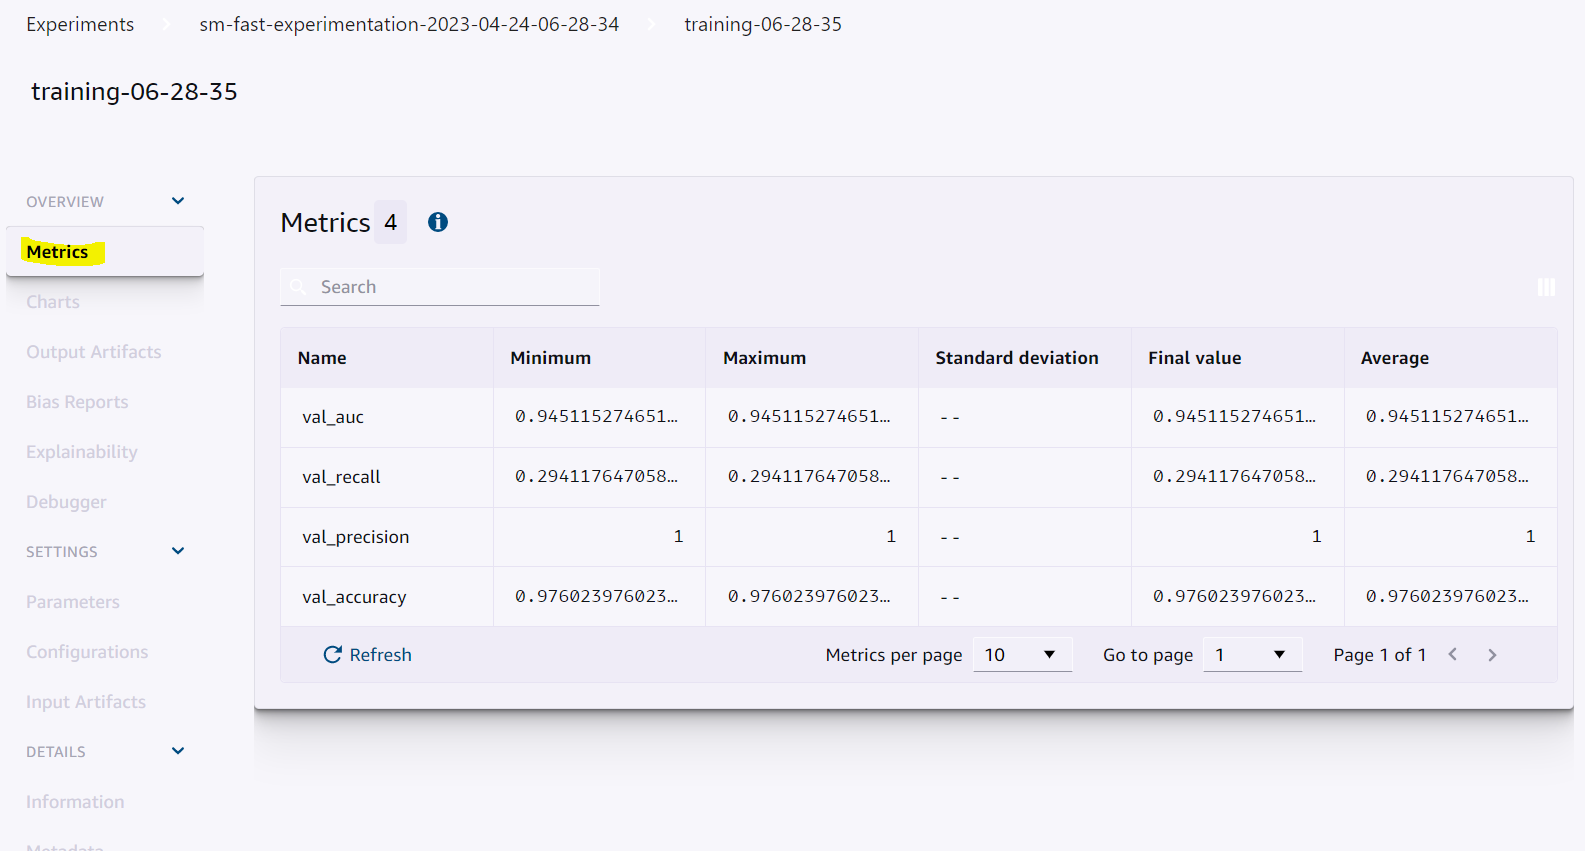 Experiments > sm-fast-experimentation-2023-04-24-06-28-34 > training-06-28-35
training-06-28-35
OVERVIEW
Metrics
Charts
Output Artifacts
Bias Reports
Explainability
Debugger
SETTINGS
Parameters
Configurations
Input Artifacts
DETAILS
Information
Metadata
Metrics 4
Search
Name Minimum Maximum Standard deviation Final value Average
val_auc 0.945115274651... 0.945115274651... -- 0.945115274651... 0.945115274651...
val_recall 0.294117647058... 0.294117647058... -- 0.294117647058... 0.294117647058...
val_precision 1 1 -- 1 1
val_accuracy 0.976023976023... 0.976023976023... -- 0.976023976023... 0.976023976023...
Refresh Metrics per page 10 Go to page 1 Page 1 of 1